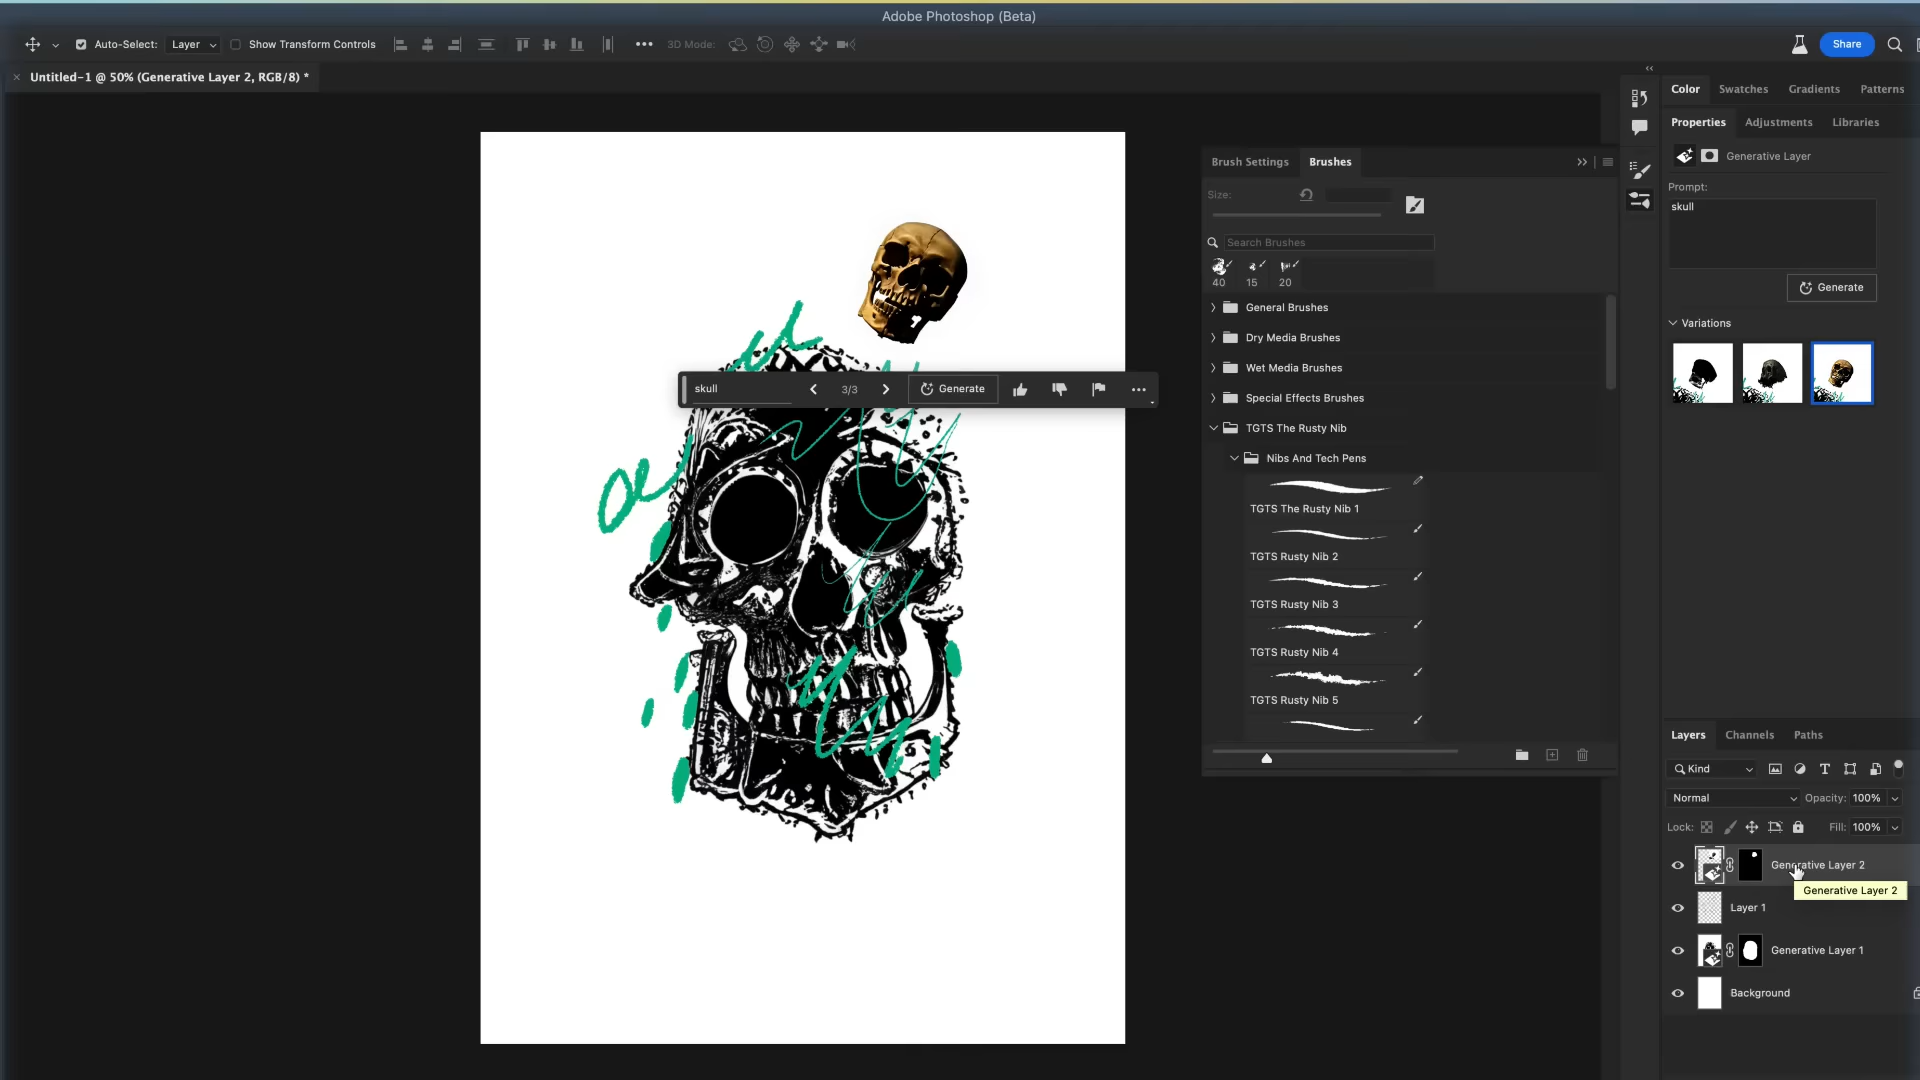 Adobe Photoshop (Beta)
Auto-Select: Layer Show Transform Controls 3D Mode: Share
Untitled-1 @ 50% (Generative Layer 2, RGB/8) *
Color Swatches Gradients Patterns
Properties Adjustments Libraries
Generative Layer
Prompt:
skull
Generate
Variations
Brush Settings Brushes
Size:
Search Brushes
40 15 20
General Brushes
Dry Media Brushes
Wet Media Brushes
Special Effects Brushes
TGTS The Rusty Nib
Nibs And Tech Pens
TGTS The Rusty Nib 1
TGTS Rusty Nib 2
TGTS Rusty Nib 3
TGTS Rusty Nib 4
TGTS Rusty Nib 5
skull 3/3 Generate
Layers Channels Paths
Kind
Normal Opacity: 100%
Lock: Fill: 100%
Generative Layer 2
Generative Layer 2
Layer 1
Generative Layer 1
Background